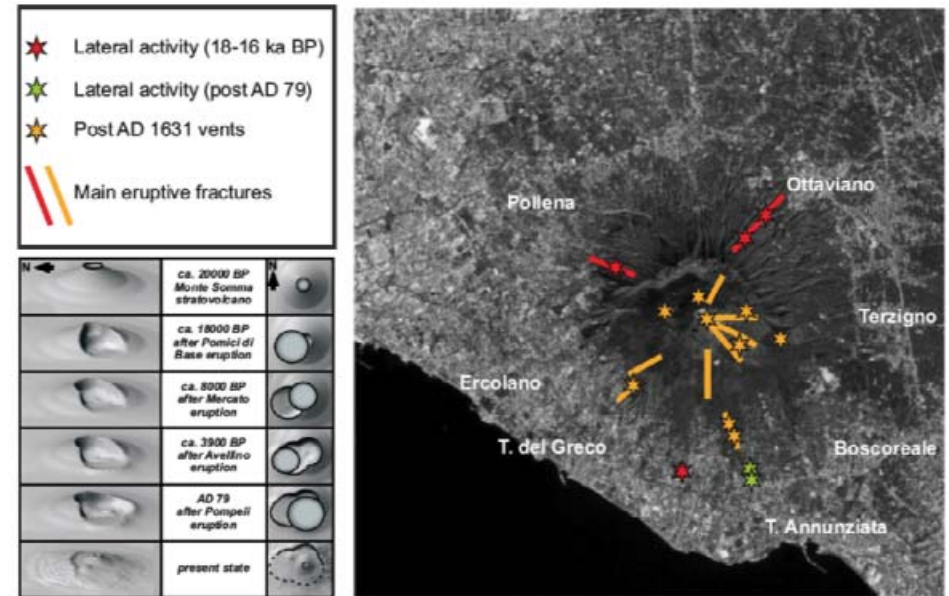 Lateral activity (18-16 ka BP)
Lateral activity (post AD 79)
Post AD 1631 vents
Main eruptive fractures
N
N
ca. 20000 BP
Monte Somma
stratovolcano
ca. 18000 BP
after Pomici di
Base eruption
ca. 8000 BP
after Mercato
eruption
ca. 3900 BP
after Avellino
eruption
AD 79
after Pompeii
eruption
present state
Pollena
Ottaviano
Terzigno
Ercolano
T. del Greco
Boscoreale
T. Annunziata